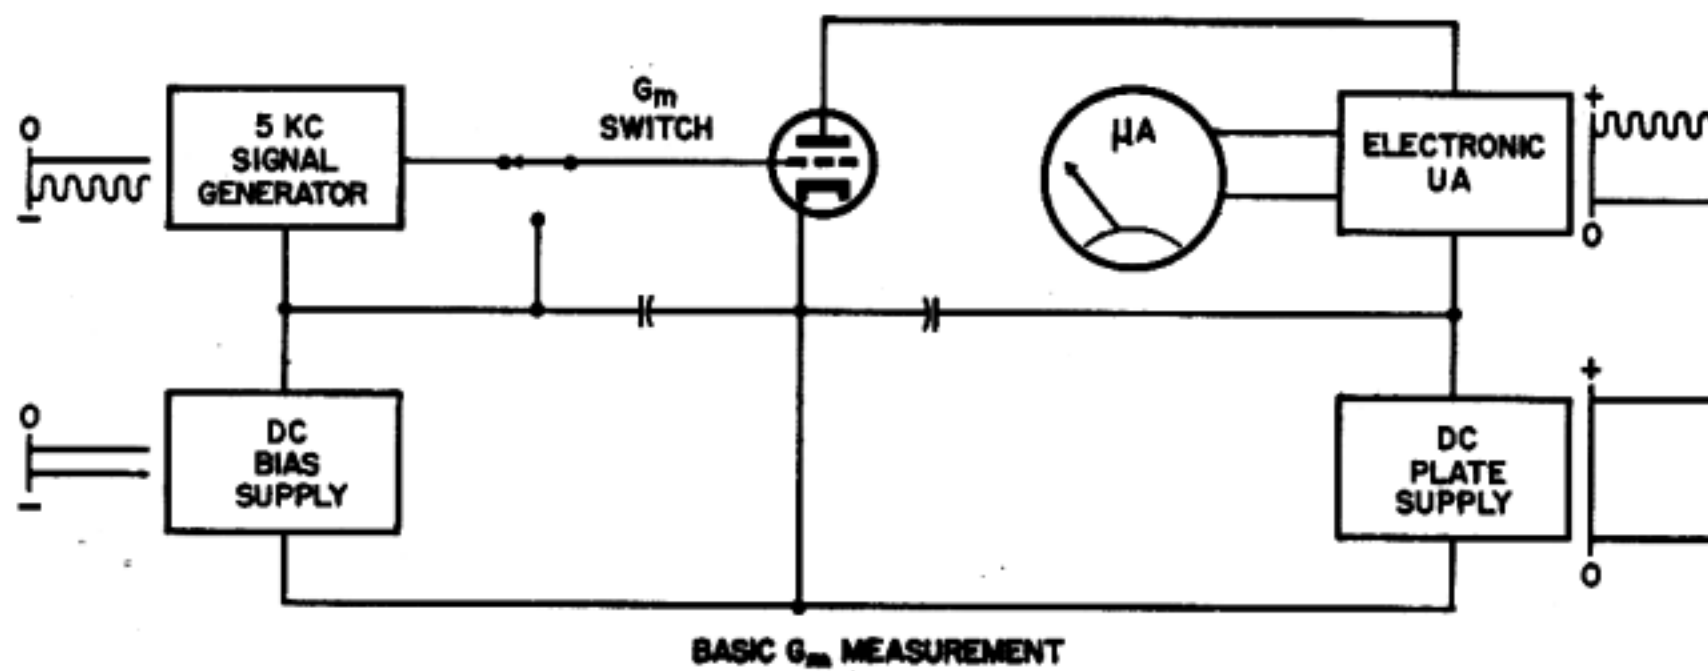 0
-
5 KC
SIGNAL
GENERATOR
Gm
SWITCH
μA
ELECTRONIC
UA
+
0
0
-
DC
BIAS
SUPPLY
DC
PLATE
SUPPLY
+
0
BASIC Gm MEASUREMENT